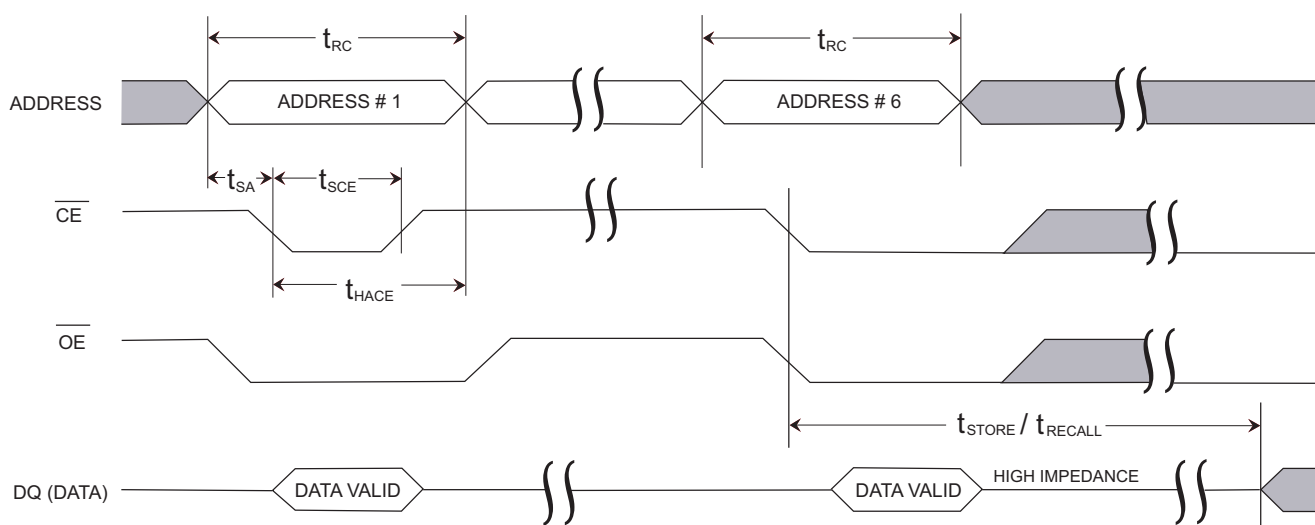 tRC tRC
ADDRESS ADDRESS # 1 ADDRESS # 6
tSA tSCE
CE
tHACE
OE
tSTORE / tRECALL
DQ (DATA) DATA VALID DATA VALID HIGH IMPEDANCE